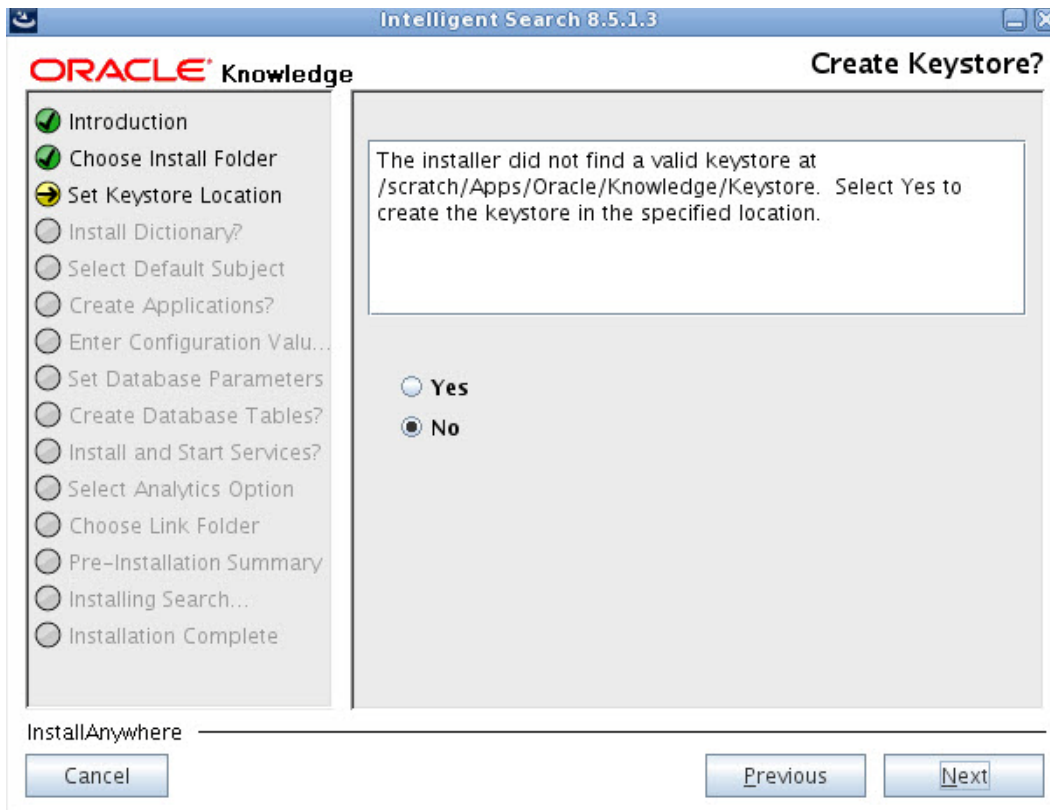 Intelligent Search 8.5.1.3
ORACLE Knowledge
Create Keystore?
Introduction
Choose Install Folder
Set Keystore Location
Install Dictionary?
Select Default Subject
Create Applications?
Enter Configuration Valu...
Set Database Parameters
Create Database Tables?
Install and Start Services?
Select Analytics Option
Choose Link Folder
Pre-Installation Summary
Installing Search...
Installation Complete
The installer did not find a valid keystore at
/scratch/Apps/Oracle/Knowledge/Keystore. Select Yes to
create the keystore in the specified location.
Yes
No
InstallAnywhere
Cancel
Previous
Next